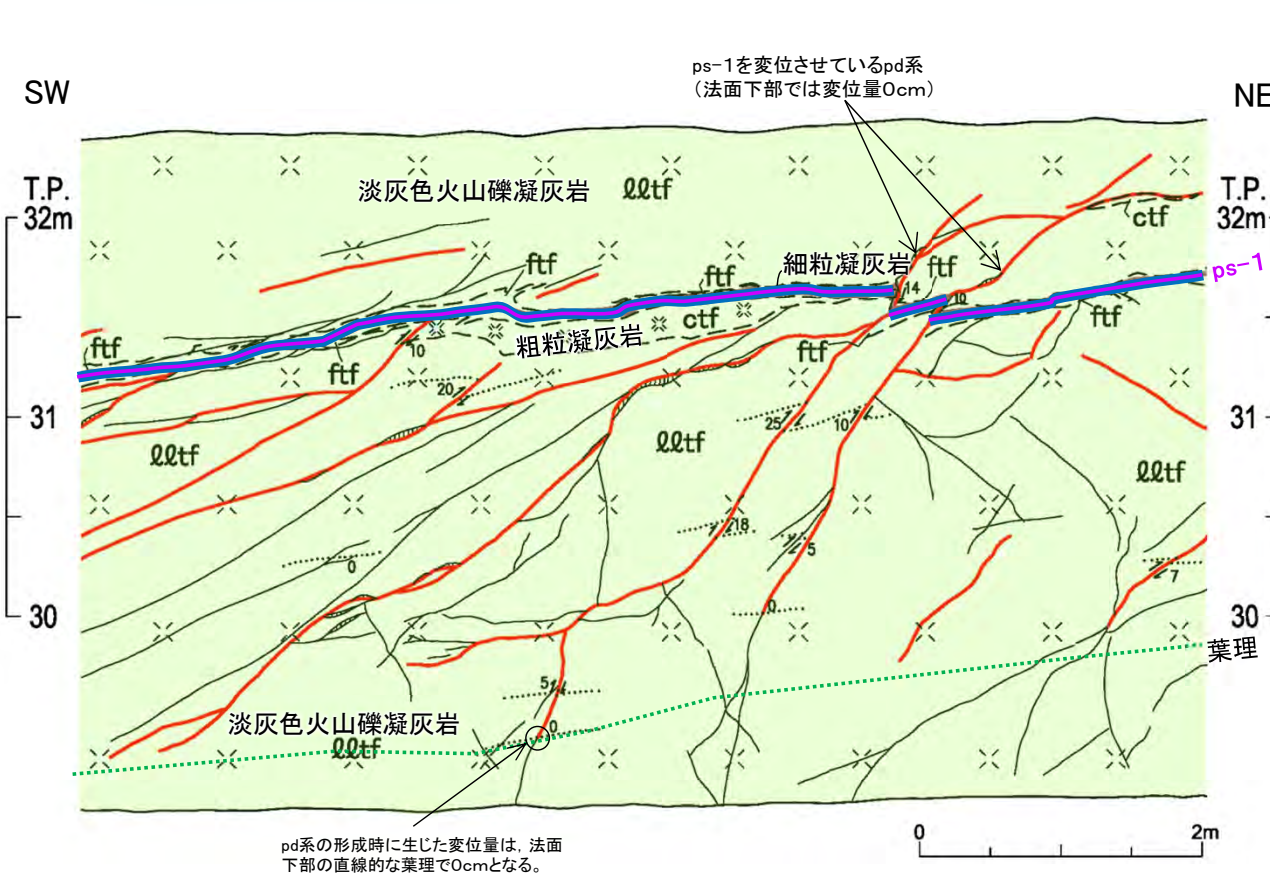 ps-1を変位させているpd系
(法面下部では変位量0cm)
SW
NE
T.P.
32m
淡灰色火山礫凝灰岩
lltf
T.P.
32m
ctf
ftf
ftf
細粒凝灰岩
ftf
ps-1
14
10
ftf
ctf
粗粒凝灰岩
ftf
10
ftf
ftf
20
31
25
10
31
lltf
lltf
lltf
18
5
0
7
30
0
30
葉理
5
淡灰色火山礫凝灰岩
0
lltf
pd系の形成時に生じた変位量は,法面
下部の直線的な葉理で0cmとなる。
0
2m